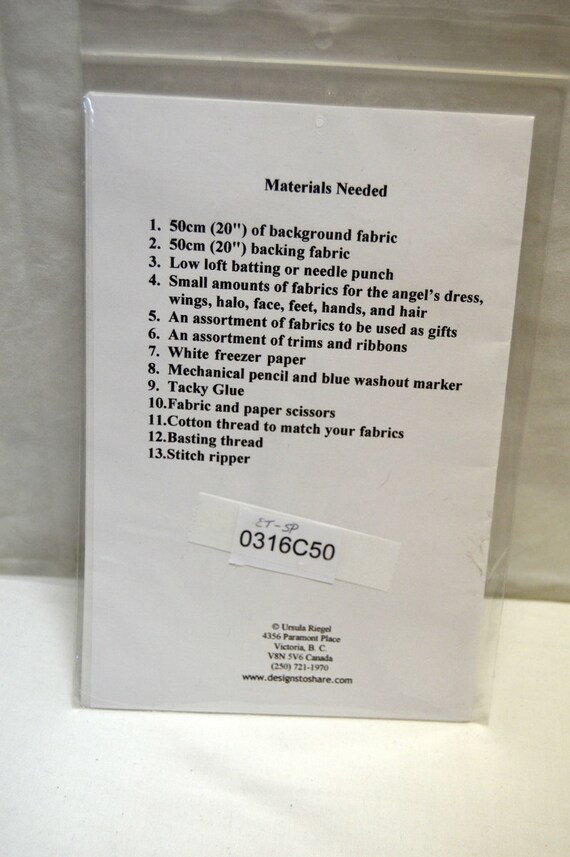 Materials Needed
1. 50cm (20") of background fabric
2. 50cm (20") backing fabric
3. Low loft batting or needle punch
4. Small amounts of fabrics for the angel's dress,
wings, halo, face, feet, hands, and hair
5. An assortment of fabrics to be used as gifts
6. An assortment of trims and ribbons
7. White freezer paper
8. Mechanical pencil and blue washout marker
9. Tacky Glue
10.Fabric and paper scissors
11.Cotton thread to match your fabrics
12.Basting thread
13.Stitch ripper
ET-SP
0316C50
© Ursula Riegel
4356 Paramont Place
Victoria, B. C.
V8N 5V6 Canada
(250) 721-1970
www.designstoshare.com